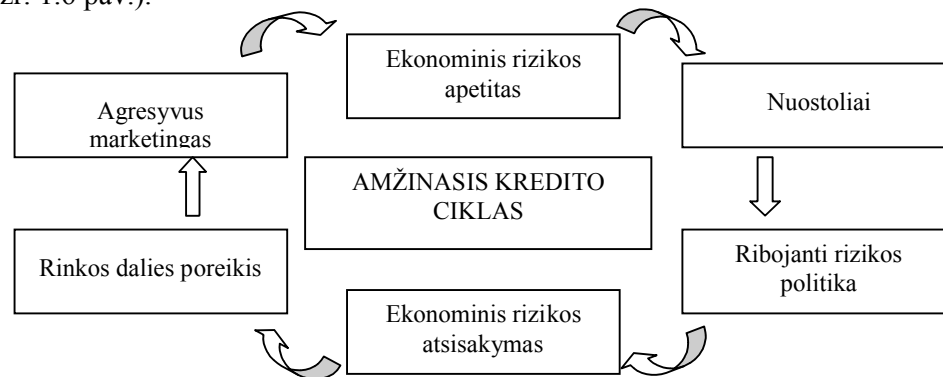 žr. 1.6 pav.).
Ekonominis rizikos
apetitas
Agresyvus
marketingas
Nuostoliai
AMŽINASIS KREDITO
CIKLAS
Rinkos dalies poreikis
Ribojanti rizikos
politika
Ekonominis rizikos
atsisakymas